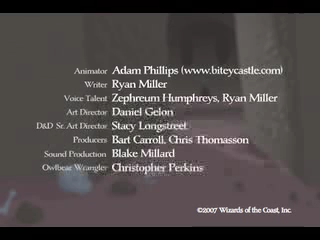 Animator Adam Phillips (www.biteycastle.com)
Writer Ryan Miller
Voice Talent Zephreum Humphreys, Ryan Miller
Art Director Daniel Gelon
D&D Sr. Art Director Stacy Longstreet
Producers Bart Carroll, Chris Thomasson
Sound Production Blake Millard
Owlbear Wrangler Christopher Perkins
©2007 Wizards of the Coast, Inc.